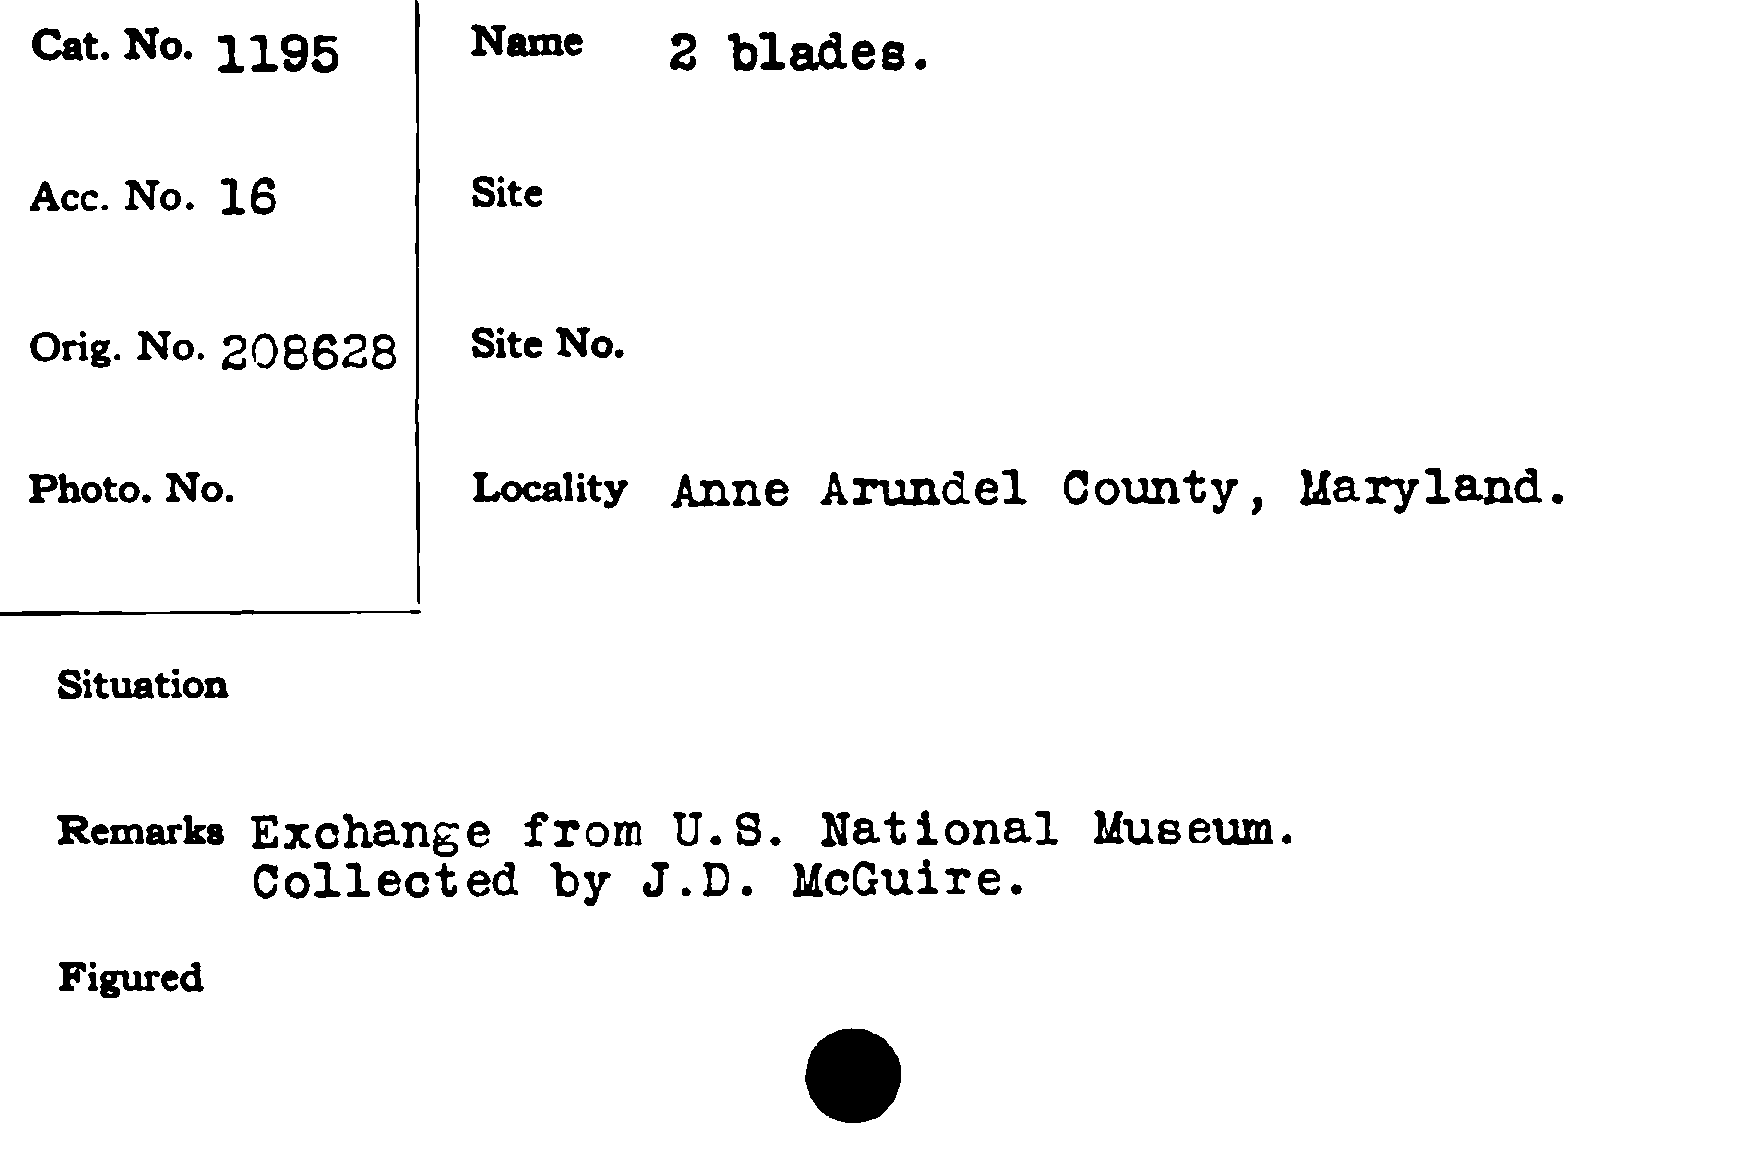 Cat. No. 1195
Name 2 blades.
Acc. No. 16
Site
Orig. No. 208628
Site No.
Photo. No.
Locality Anne Arundel County, Maryland.
Situation
Remarks Exchange from U.S. National Museum.
Collected by J.D. McGuire.
Figured